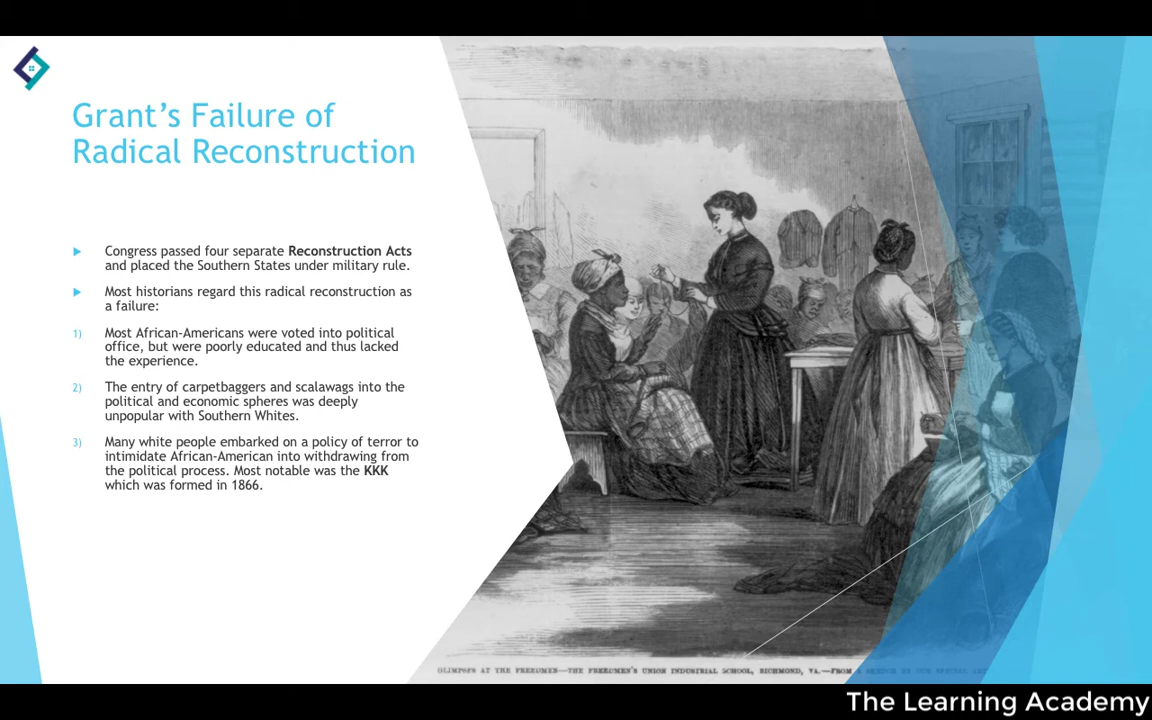 Grant’s Failure of
Radical Reconstruction
Congress passed four separate Reconstruction Acts
and placed the Southern States under military rule.
Most historians regard this radical reconstruction as
a failure:
1) Most African-Americans were voted into political
office, but were poorly educated and thus lacked
the experience.
2) The entry of carpetbaggers and scalawags into the
political and economic spheres was deeply
unpopular with Southern Whites.
3) Many white people embarked on a policy of terror to
intimidate African-American into withdrawing from
the political process. Most notable was the KKK
which was formed in 1866.
GLIMPSES AT THE FREEDMEN—THE FREEDMEN'S UNION INDUSTRIAL SCHOOL, RICHMOND, VA.—FROM A SKETCH BY OUR SPECIAL
The Learning Academy